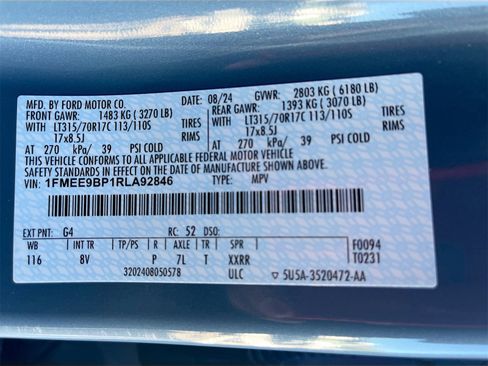 MFD. BY FORD MOTOR CO. 08/24 GVWR: 2803 KG ( 6180 LB)
FRONT GAWR: 1483 KG ( 3270 LB) REAR GAWR: 1393 KG ( 3070 LB)
WITH LT315/70R17C 113/110S TIRES WITH LT315/70R17C 113/110S TIRES
17x8.5J RIMS 17x8.5J RIMS
AT 270 kPa/ 39 PSI COLD AT 270 kPa/ 39 PSI COLD
THIS VEHICLE CONFORMS TO ALL APPLICABLE FEDERAL MOTOR VEHICLE
SAFETY STANDARDS IN EFFECT ON THE DATE OF MANUFACTURE SHOWN ABOVE.
1FMEE9BP1RLA92846 TYPE: MPV
EXT PNT: G4 RC: 52 DSO: F0094
WB INT TR TP/PS R AXLE TR SPR T0231
116 8V P 7L T XXRR
3202408050578 ULC 5U5A-3520472-AA